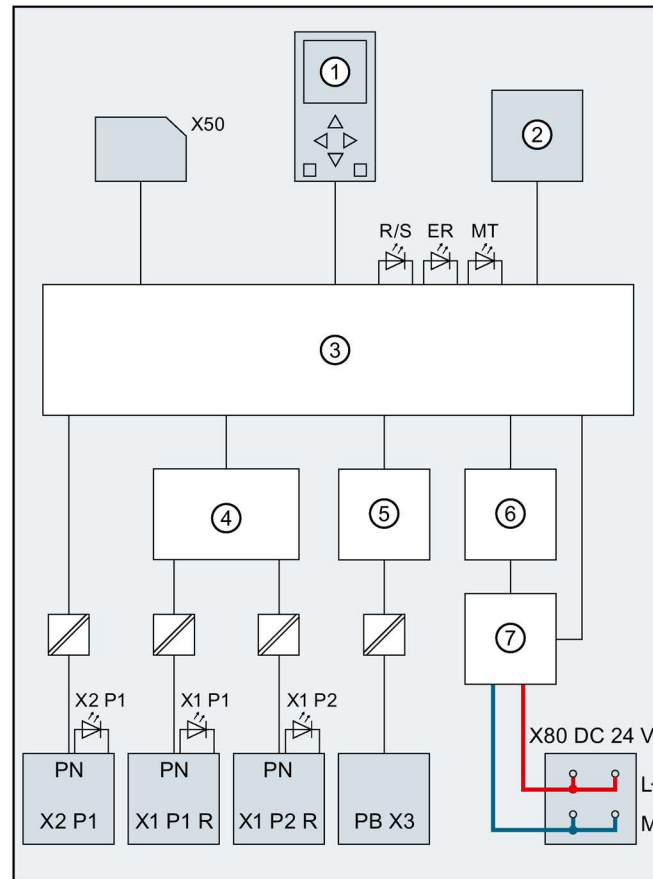 ①
X50
②
R/S ER MT
③
④
⑤
⑥
⑦
X2 P1
X1 P1
X1 P2
X80 DC 24 V
PN
X2 P1
PN
X1 P1 R
PN
X1 P2 R
PB X3
L+
M